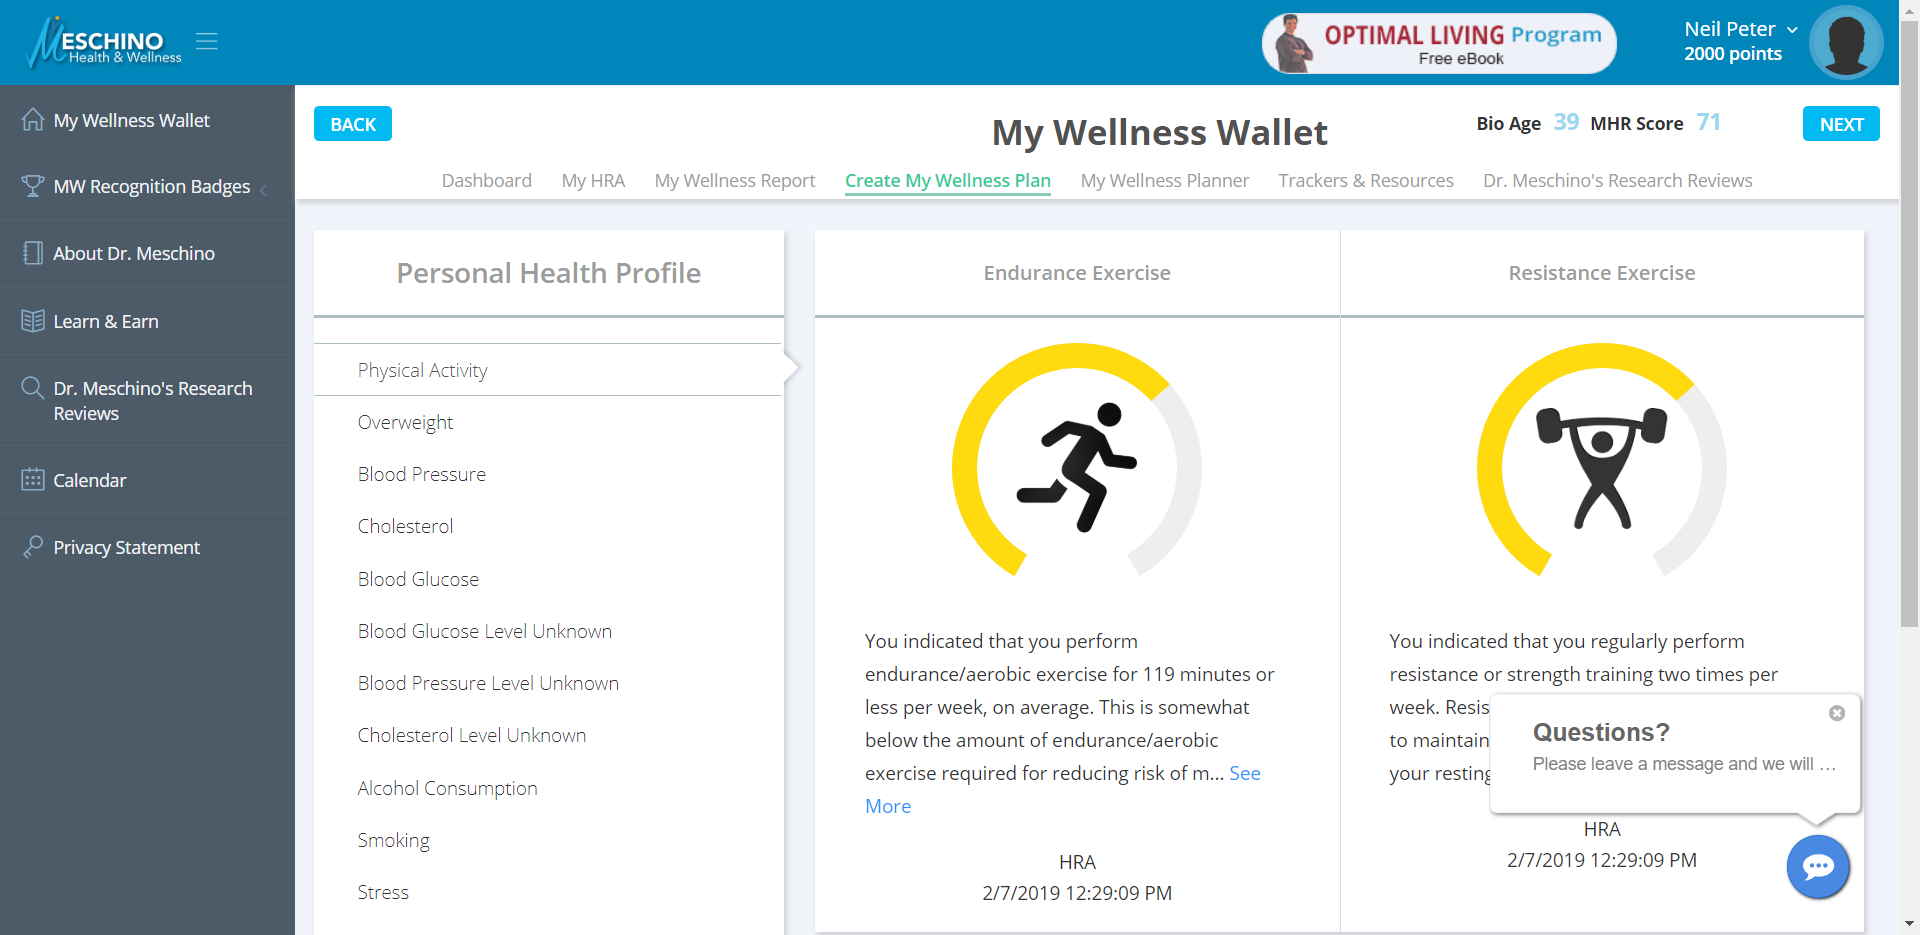 MESCHINO
Health & Wellness
OPTIMAL LIVING Program
Free eBook
Neil Peter
2000 points
My Wellness Wallet
MW Recognition Badges
About Dr. Meschino
Learn & Earn
Dr. Meschino's Research
Reviews
Calendar
Privacy Statement
BACK
My Wellness Wallet
Bio Age 39 MHR Score 71
NEXT
Dashboard My HRA My Wellness Report Create My Wellness Plan My Wellness Planner Trackers & Resources Dr. Meschino's Research Reviews
Personal Health Profile
Physical Activity
Overweight
Blood Pressure
Cholesterol
Blood Glucose
Blood Glucose Level Unknown
Blood Pressure Level Unknown
Cholesterol Level Unknown
Alcohol Consumption
Smoking
Stress
Endurance Exercise
You indicated that you perform
endurance/aerobic exercise for 119 minutes or
less per week, on average. This is somewhat
below the amount of endurance/aerobic
exercise required for reducing risk of m... See
More
HRA
2/7/2019 12:29:09 PM
Resistance Exercise
You indicated that you regularly perform
resistance or strength training two times per
week. Resis
to maintain
your resting
HRA
2/7/2019 12:29:09 PM
Questions?
Please leave a message and we will ...